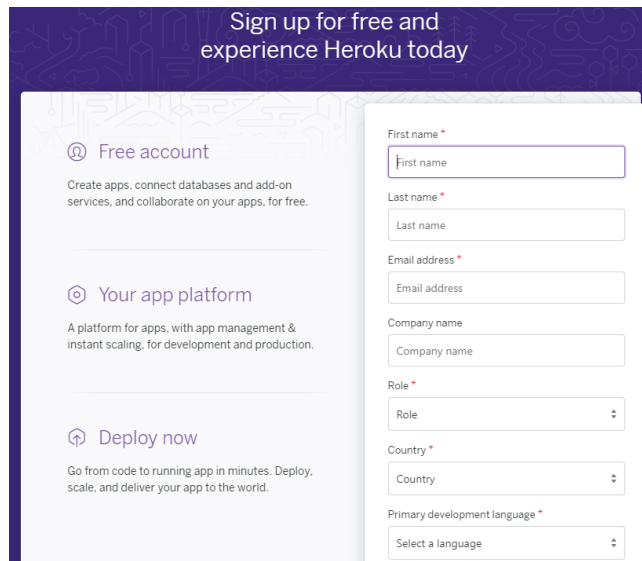 Sign up for free and
experience Heroku today
Free account
Create apps, connect databases and add-on
services, and collaborate on your apps, for free.
Your app platform
A platform for apps, with app management &
instant scaling, for development and production.
Deploy now
Go from code to running app in minutes. Deploy,
scale, and deliver your app to the world.
First name *
First name
Last name *
Last name
Email address *
Email address
Company name
Company name
Role *
Role
Country *
Country
Primary development language *
Select a language